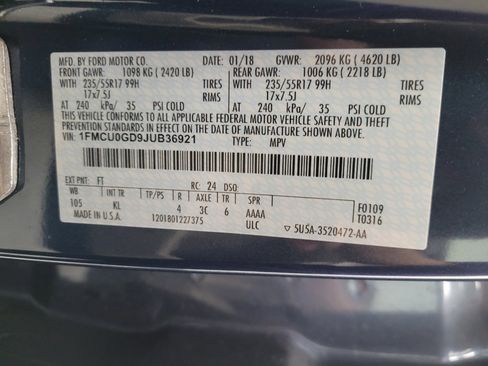 MFD. BY FORD MOTOR CO. 01/18 GVWR: 2096 KG ( 4620 LB)
FRONT GAWR: 1098 KG ( 2420 LB) REAR GAWR: 1006 KG ( 2218 LB)
WITH 235/55R17 99H TIRES WITH 235/55R17 99H TIRES
17x7.5J RIMS 17x7.5J RIMS
AT 240 kPa/ 35 PSI COLD AT 240 kPa/ 35 PSI COLD
THIS VEHICLE CONFORMS TO ALL APPLICABLE FEDERAL MOTOR VEHICLE SAFETY, BUMPER,
AND THEFT PREVENTION STANDARDS IN EFFECT ON THE DATE OF MANUFACTURE SHOWN ABOVE.
VIN: 1FMCU0GD9JUB36921 TYPE: MPV
EXT PNT: FT RC: 24 DSO:
WB INT TR TP/PS R AXLE TR SPR
105 KL 4 3C 6 AAAA F0109
MADE IN U.S.A. ULC T0316
1201801227375 ▽ 5U5A-3520472-AA